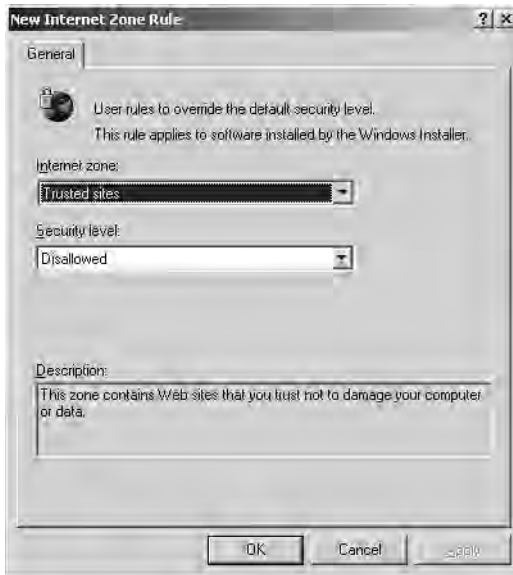 New Internet Zone Rule
General
User rules to override the default security level.
This rule applies to software installed by the Windows Installer.
Internet zone:
Trusted sites
Security level:
Disallowed
Description:
This zone contains Web sites that you trust not to damage your computer
or data.
OK Cancel Apply